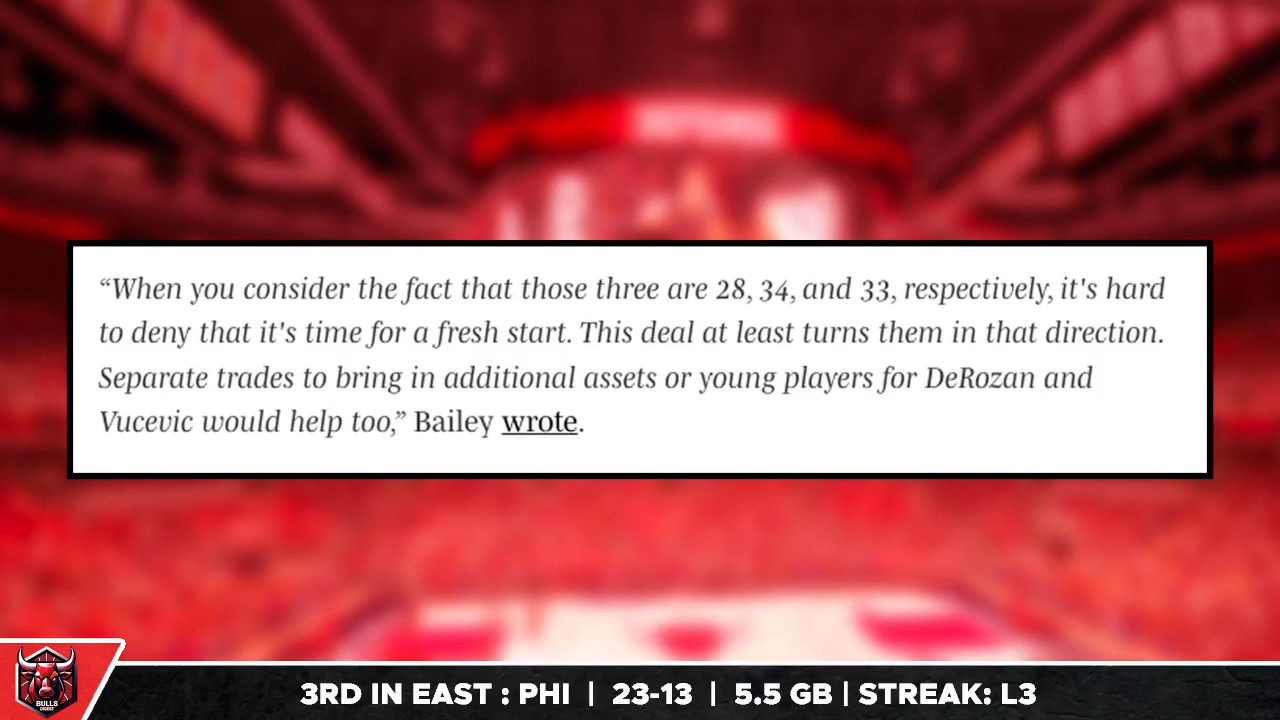 “When you consider the fact that those three are 28, 34, and 33, respectively, it's hard
to deny that it's time for a fresh start. This deal at least turns them in that direction.
Separate trades to bring in additional assets or young players for DeRozan and
Vucevic would help too,” Bailey wrote.
BULLS
DIGEST
3RD IN EAST : PHI | 23-13 | 5.5 GB | STREAK: L3